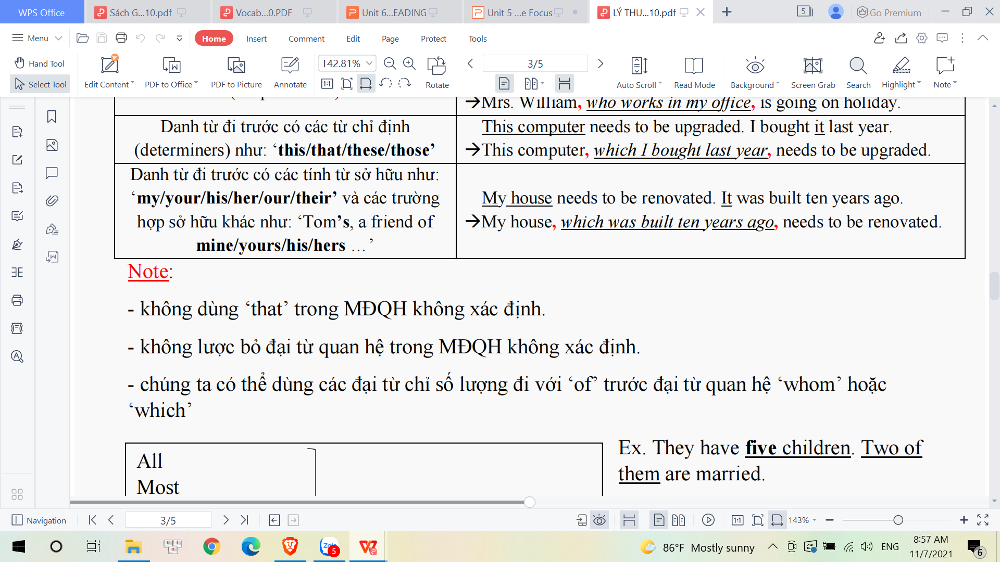 WPS Office
Sách G...10.pdf
Vocab...0.PDF
Unit 6...EADING
Unit 5 ...e Focus
LÝ THU...10.pdf
5
Go Premium
Menu
Home
Insert
Comment
Edit
Page
Protect
Tools
Hand Tool
Select Tool
Edit Content
PDF to Office
PDF to Picture
Annotate
142.81%
1:1
Rotate
3/5
Auto Scroll
Read Mode
Background
Screen Grab
Search
Highlight
Note
→Mrs. William, who works in my office, is going on holiday.
Danh từ đi trước có các từ chỉ định
(determiners) như: ‘this/that/these/those’
This computer needs to be upgraded. I bought it last year.
→This computer, which I bought last year, needs to be upgraded.
Danh từ đi trước có các tính từ sở hữu như:
‘my/your/his/her/our/their’ và các trường
hợp sở hữu khác như: ‘Tom’s, a friend of
mine/yours/his/hers …’
My house needs to be renovated. It was built ten years ago.
→My house, which was built ten years ago, needs to be renovated.
Note:
- không dùng ‘that’ trong MĐQH không xác định.
- không lược bỏ đại từ quan hệ trong MĐQH không xác định.
- chúng ta có thể dùng các đại từ chỉ số lượng đi với ‘of’ trước đại từ quan hệ ‘whom’ hoặc
‘which’
All
Most
Ex. They have five children. Two of
them are married.
Navigation
3/5
1:1
143%
Zalo
5
86°F Mostly sunny
ENG
8:57 AM
11/7/2021
6